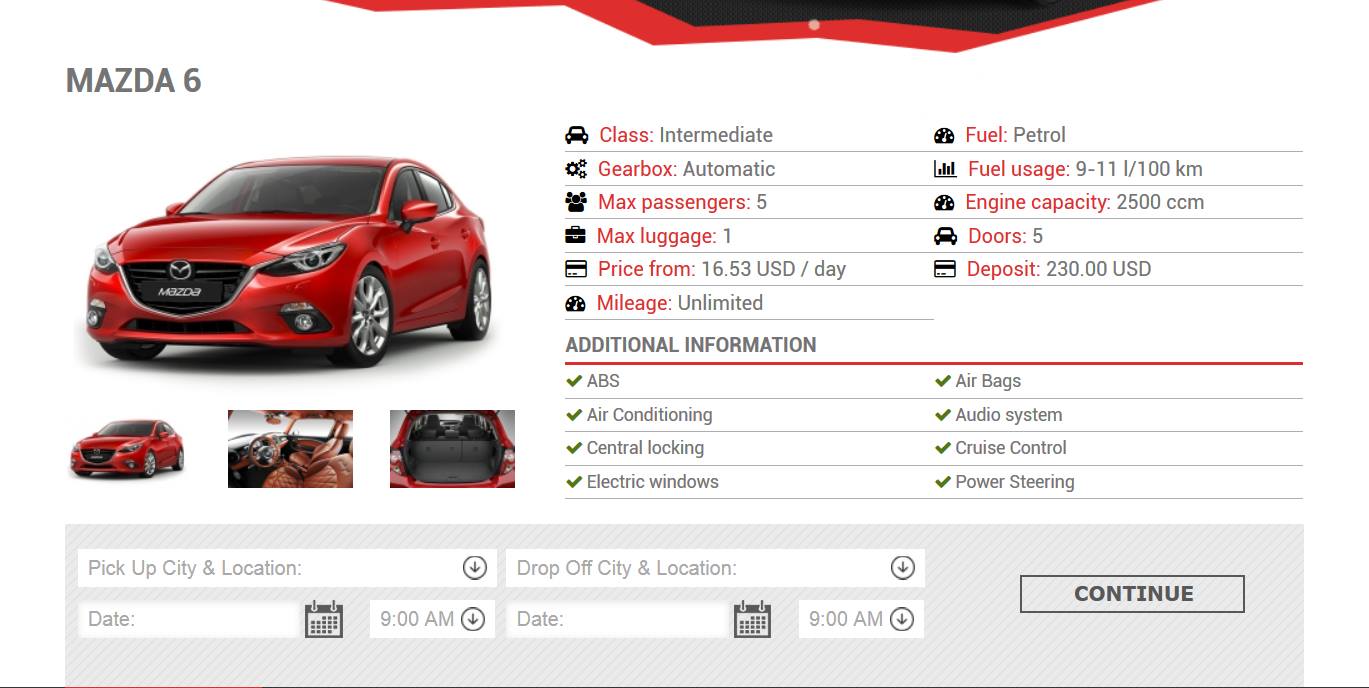 MAZDA 6
Class: Intermediate
Fuel: Petrol
Gearbox: Automatic
Fuel usage: 9-11 l/100 km
Max passengers: 5
Engine capacity: 2500 ccm
Max luggage: 1
Doors: 5
Price from: 16.53 USD / day
Deposit: 230.00 USD
Mileage: Unlimited
mazda
ADDITIONAL INFORMATION
ABS
Air Bags
Air Conditioning
Audio system
Central locking
Cruise Control
Electric windows
Power Steering
Pick Up City & Location:
Drop Off City & Location:
Date:
9:00 AM
Date:
9:00 AM
CONTINUE